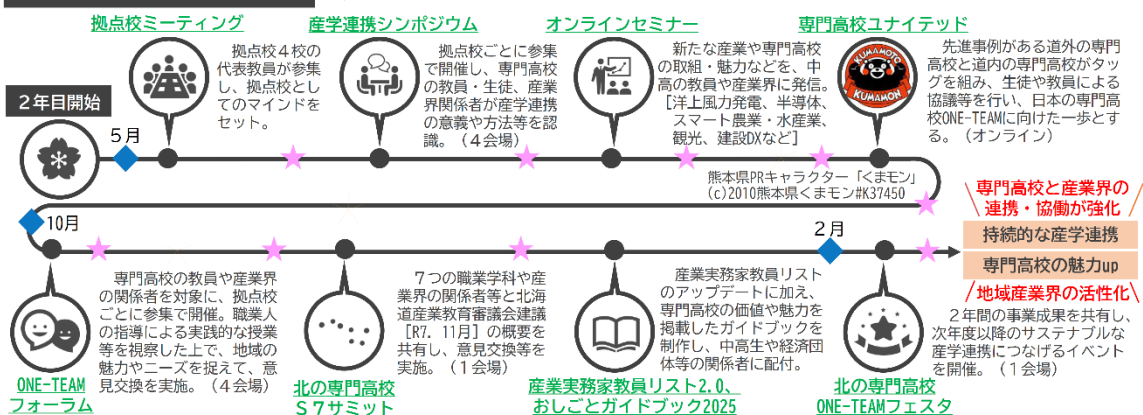 拠点校ミーティング
産学連携シンポジウム
オンラインセミナー
専門高校ユナイテッド
拠点校４校の
代表教員が参集
し、拠点校とし
てのマインドを
セット。
拠点校ごとに参集
で開催し、専門高校
の教員・生徒、産業
界関係者が産学連携
の意義や方法等を認
識。（４会場）
新たな産業や専門高校
の取組・魅力などを、中
高の教員や産業界に発信。
[洋上風力発電、半導体、
スマート農業・水産業、
観光、建設DXなど]
KUMAMOTO
KUMAMON
先進事例がある道外の専門
高校と道内の専門高校がタッ
グを組み、生徒や教員による
協議等を行い、日本の専門高
校ONE-TEAMに向けた一歩とす
る。（オンライン）
２年目開始
５月
熊本県PRキャラクター「くまモン」
(c)2010熊本県くまモン#K37450
10月
２月
専門高校と産業界の
連携・協働が強化
持続的な産学連携
専門高校の魅力up
地域産業界の活性化
専門高校の教員や産業界
の関係者を対象に、拠点校
ごとに参集で開催。職業人
の指導による実践的な授業
等を視察した上で、地域の
魅力やニーズを捉えて、意
見交換を実施。（４会場）
７つの職業学科や産
業界の関係者等と北海
道産業教育審議会建議
[R7. 11月]の概要を
共有し、意見交換等を
実施。（１会場）
産業実務家教員リスト
のアップデートに加え、
専門高校の価値や魅力を
掲載したガイドブックを
制作し、中高生や経済団
体等の関係者に配付。
２年間の事業成果を共有し、
次年度以降のサステナブルな
産学連携につなげるイベント
を開催。（１会場）
ONE-TEAM
フォーラム
北の専門高校
Ｓ７サミット
産業実務家教員リスト2.0、
おしごとガイドブック2025
北の専門高校
ONE-TEAMフェスタ